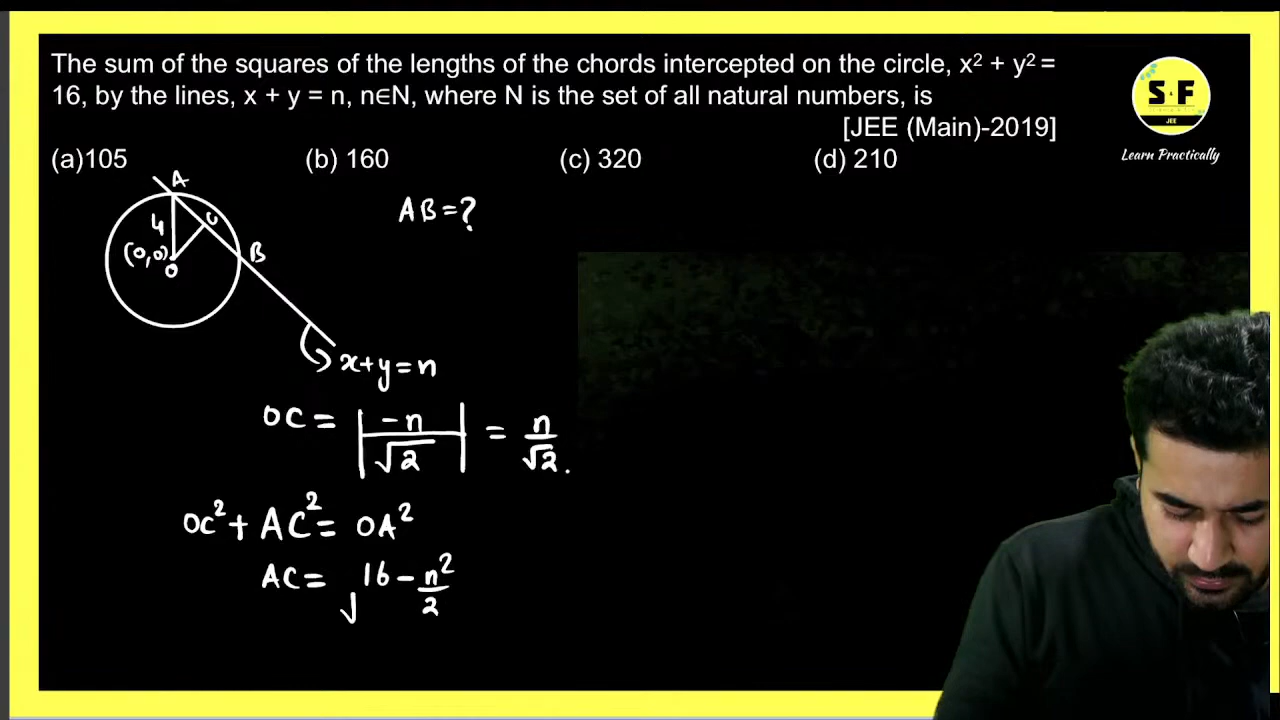 The sum of the squares of the lengths of the chords intercepted on the circle, x² + y² =
16, by the lines, x + y = n, n∈N, where N is the set of all natural numbers, is
[JEE (Main)-2019]
(a)105 (b) 160 (c) 320 (d) 210
S&F
JEE
Learn Practically
A
4
C
(0,0)
O
B
AB=?
x+y=n
OC = |-n/√2| = n/√2.
OC² + AC² = OA²
AC = √16 - n²/2